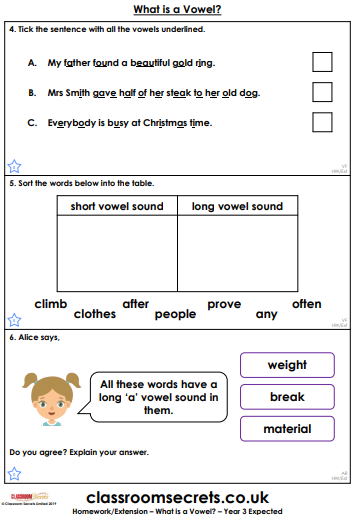 What is a Vowel?
4. Tick the sentence with all the vowels underlined.
A. My father found a beautiful gold ring.
B. Mrs Smith gave half of her steak to her old dog.
C. Everybody is busy at Christmas time.
VF
HW/Ext
5. Sort the words below into the table.
short vowel sound long vowel sound
climb after prove often
clothes people any
VF
HW/Ext
6. Alice says,
All these words have a
long ‘a’ vowel sound in
them.
weight
break
material
Do you agree? Explain your answer.
AR
HW/Ext
© Classroom Secrets Limited 2019
classroomsecrets.co.uk
Homework/Extension – What is a Vowel? – Year 3 Expected